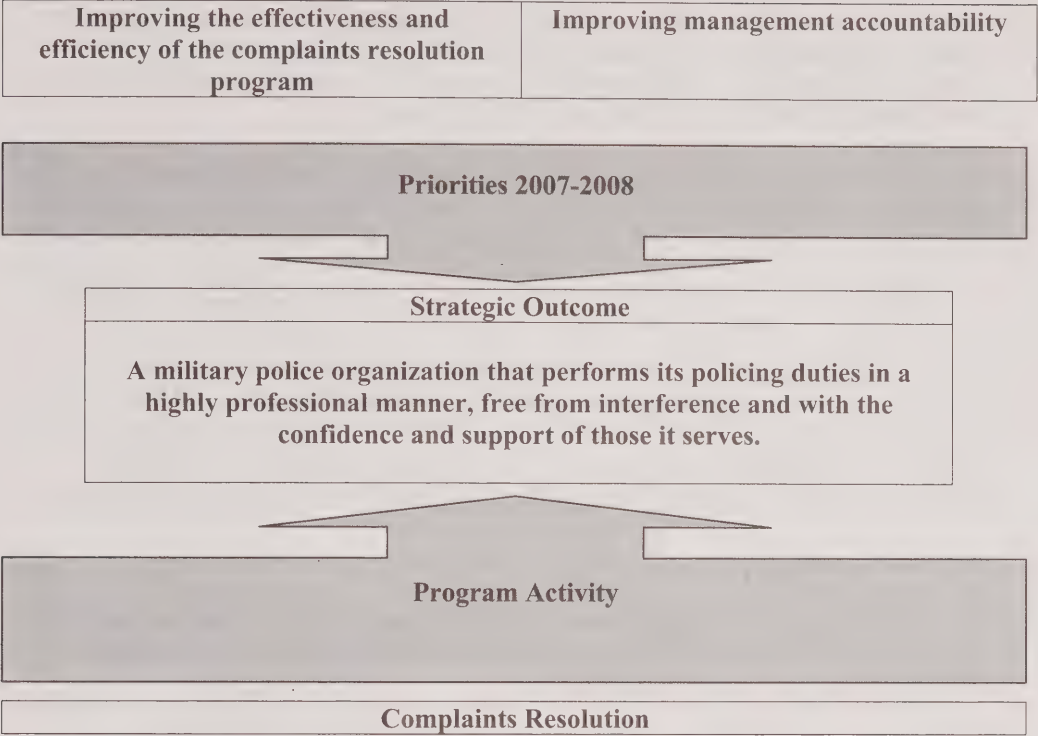 Improving the effectiveness and
efficiency of the complaints resolution
program
Improving management accountability
Priorities 2007-2008
Strategic Outcome
A military police organization that performs its policing duties in a
highly professional manner, free from interference and with the
confidence and support of those it serves.
Program Activity
Complaints Resolution